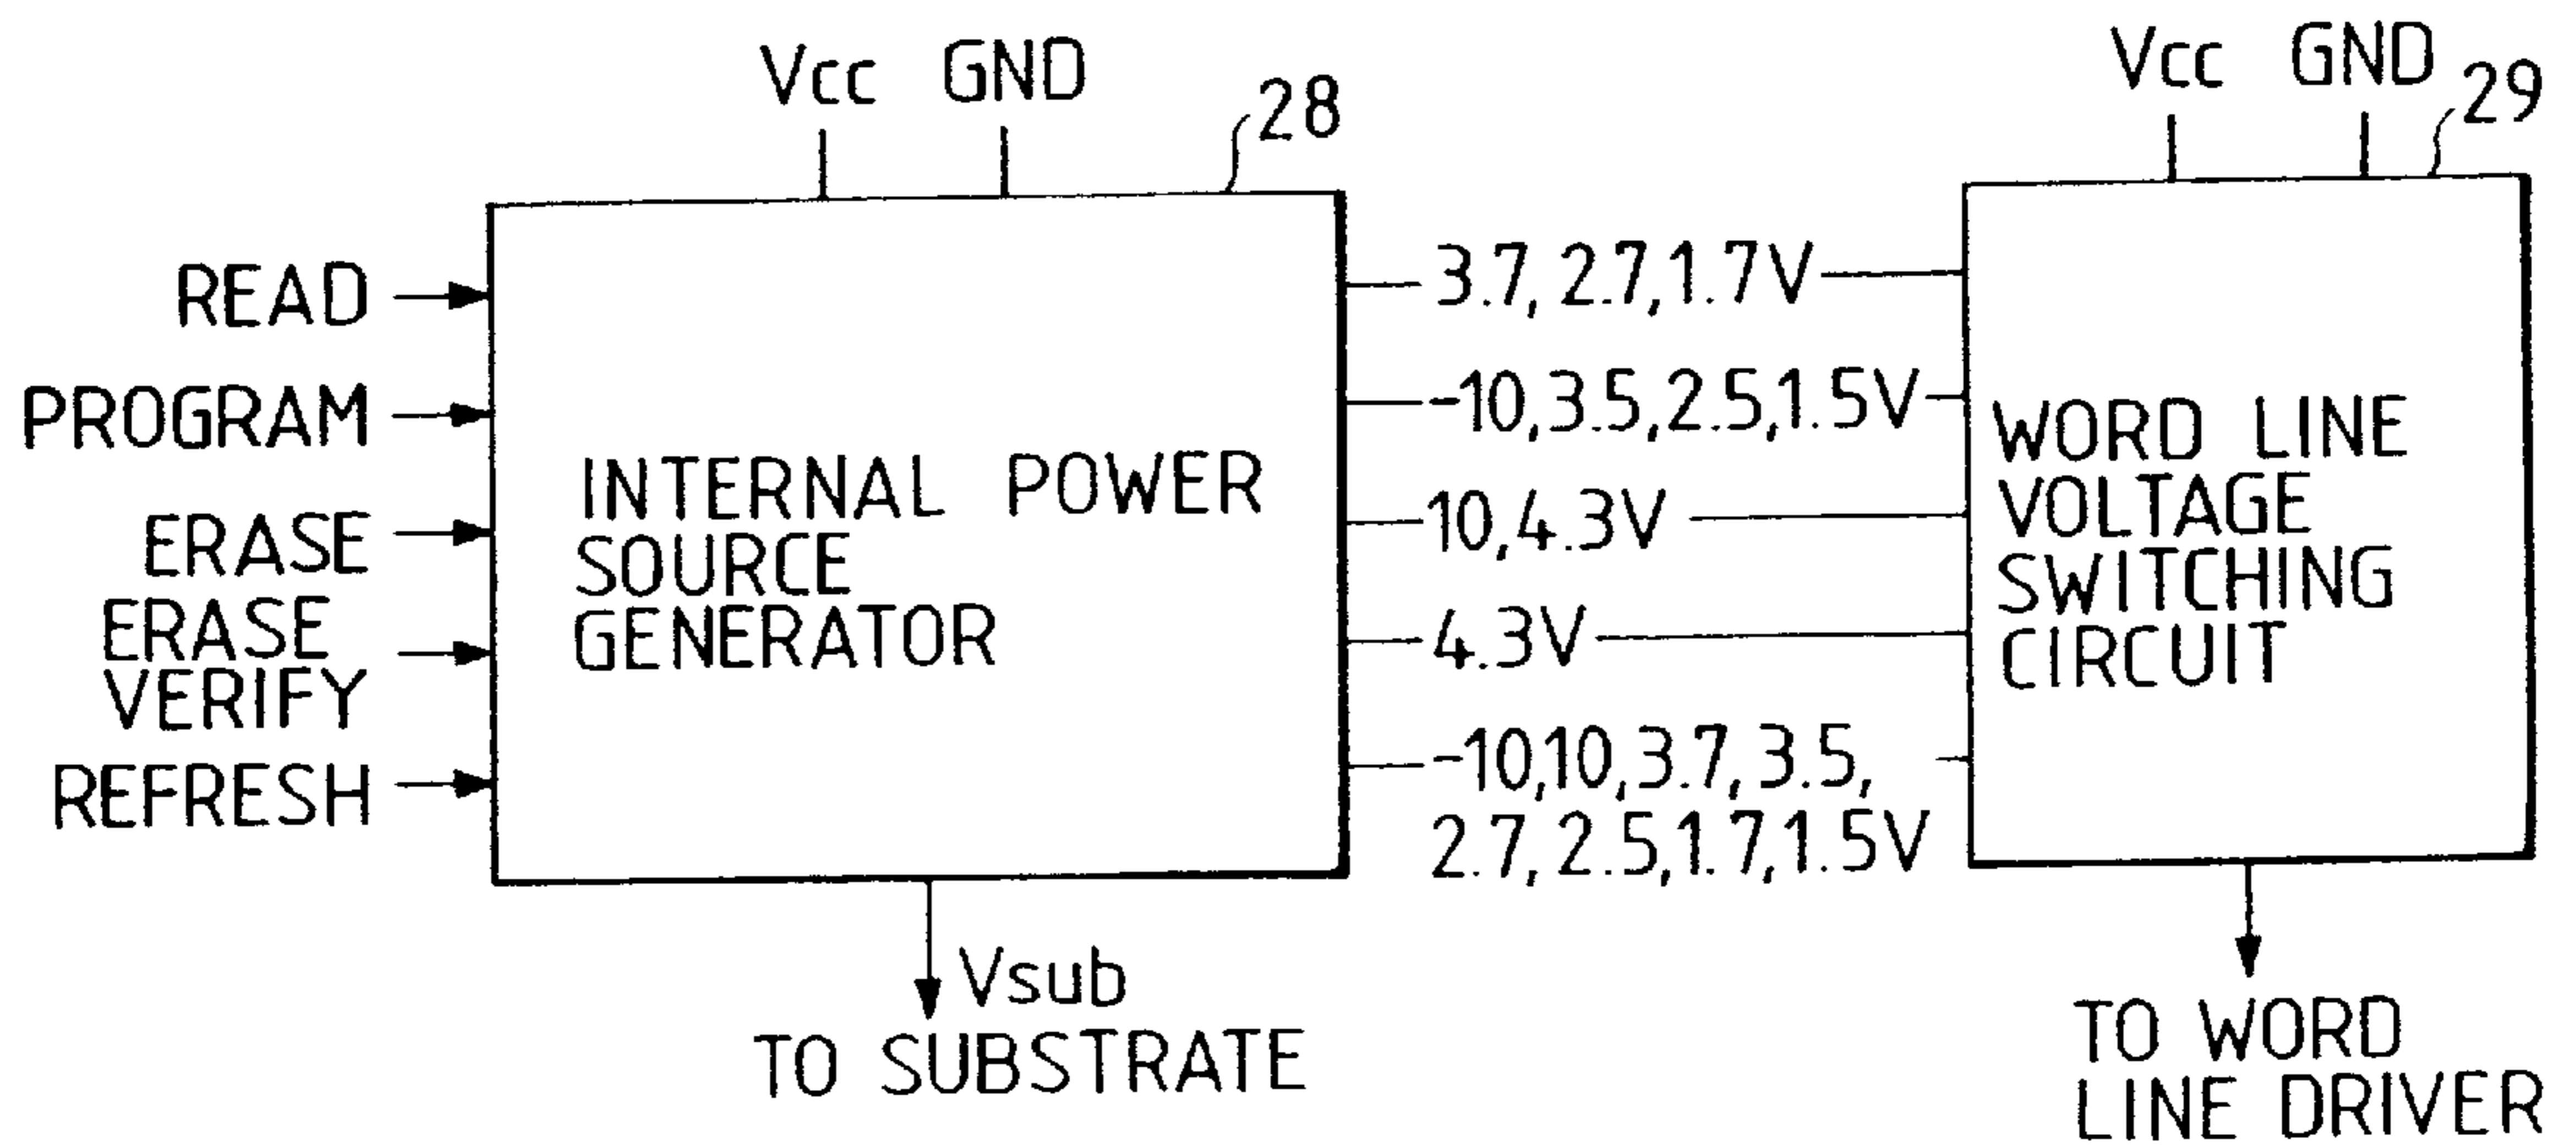 Vcc GND
28
READ
PROGRAM
ERASE
ERASE
VERIFY
REFRESH
INTERNAL POWER
SOURCE
GENERATOR
Vsub
TO SUBSTRATE
3.7, 2.7, 1.7V
-10, 3.5, 2.5, 1.5V
10, 4.3V
4.3V
-10, 10, 3.7, 3.5,
2.7, 2.5, 1.7, 1.5V
Vcc GND
29
WORD LINE
VOLTAGE
SWITCHING
CIRCUIT
TO WORD
LINE DRIVER